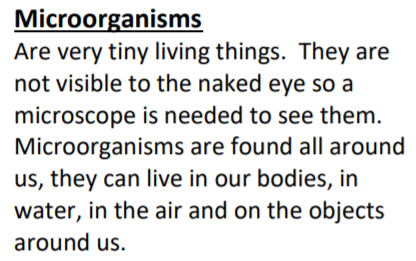 Microorganisms
Are very tiny living things.  They are
not visible to the naked eye so a
microscope is needed to see them.
Microorganisms are found all around
us, they can live in our bodies, in
water, in the air and on the objects
around us.